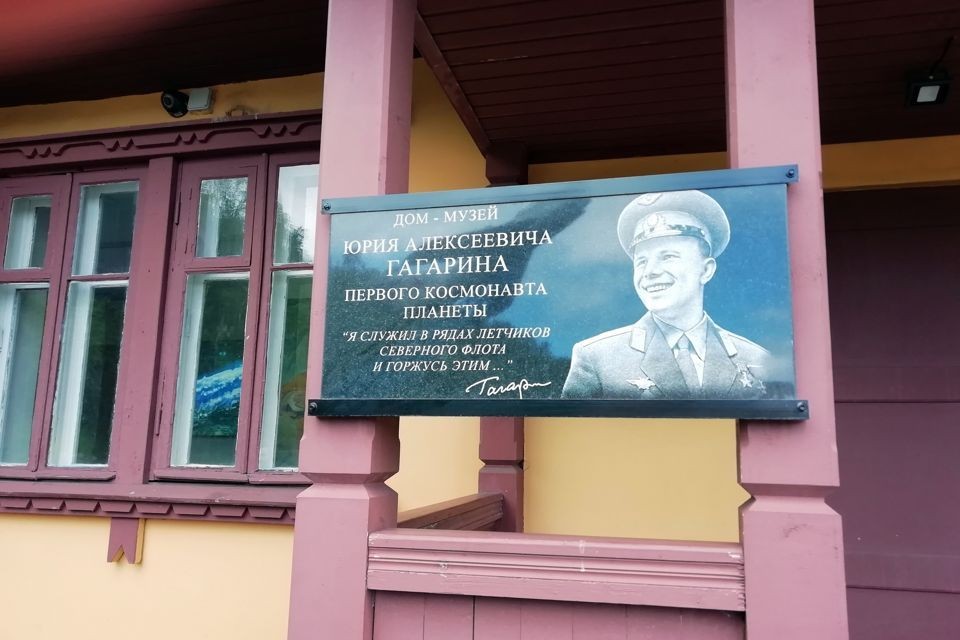 ДОМ - МУЗЕЙ
ЮРИЯ АЛЕКСЕЕВИЧА
ГАГАРИНА
ПЕРВОГО КОСМОНАВТА
ПЛАНЕТЫ
“Я СЛУЖИЛ В РЯДАХ ЛЕТЧИКОВ
СЕВЕРНОГО ФЛОТА
И ГОРЖУСЬ ЭТИМ ...”
Гагарин